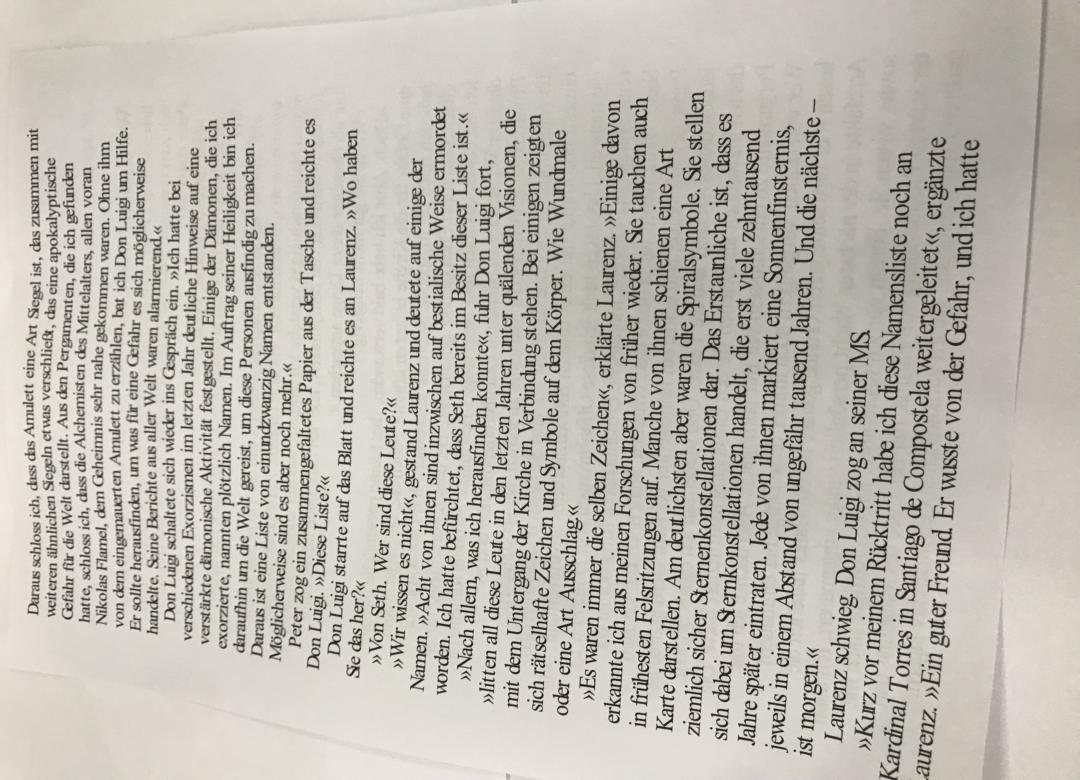 Daraus schloss ich, dass das Amulett eine Art Siegel ist, das zusammen mit
weiteren ähnlichen Siegeln etwas verschließt, das eine apokalyptische
Gefahr für die Welt darstellt. Aus den Pergamenten, die ich gefunden
hatte, schloss ich, dass die Alchemisten des Mittelalters, allen voran
Nikolas Flamel, dem Geheimnis sehr nahe gekommen waren. Ohne ihm
von dem eingemauerten Amulett zu erzählen, bat ich Don Luigi um Hilfe.
Er sollte herausfinden, um was für eine Gefahr es sich möglicherweise
handelte. Seine Berichte aus aller Welt waren alarmierend.«
Don Luigi schaltete sich wieder ins Gespräch ein. »Ich hatte bei
verschiedenen Exorzismen im letzten Jahr deutliche Hinweise auf eine
verstärkte dämonische Aktivität festgestellt. Einige der Dämonen, die ich
exorzierte, nannten plötzlich Namen. Im Auftrag seiner Heiligkeit bin ich
daraufhin um die Welt gereist, um diese Personen ausfindig zu machen.
Daraus ist eine Liste von einundzwanzig Namen entstanden.
Möglicherweise sind es aber noch mehr.«
Peter zog ein zusammengefaltetes Papier aus der Tasche und reichte es
Don Luigi. »Diese Liste?«
Don Luigi starrte auf das Blatt und reichte es an Laurenz. »Wo haben
Sie das her?«
»Von Seth. Wer sind diese Leute?«
»Wir wissen es nicht«, gestand Laurenz und deutete auf einige der
Namen. »Acht von ihnen sind inzwischen auf bestialische Weise ermordet
worden. Ich hatte befürchtet, dass Seth bereits im Besitz dieser Liste ist.«
»Nach allem, was ich herausfinden konnte«, fuhr Don Luigi fort,
»litten all diese Leute in den letzten Jahren unter quälenden Visionen, die
mit dem Untergang der Kirche in Verbindung stehen. Bei einigen zeigten
sich rätselhafte Zeichen und Symbole auf dem Körper. Wie Wundmale
oder eine Art Ausschlag.«
»Es waren immer die selben Zeichen«, erklärte Laurenz. »Einige davon
erkannte ich aus meinen Forschungen von früher wieder. Sie tauchen auch
in frühesten Felsritzungen auf. Manche von ihnen schienen eine Art
Karte darstellen. Am deutlichsten aber waren die Spiralsymbole. Sie stellen
ziemlich sicher Sternenkonstellationen dar. Das Erstaunliche ist, dass es
sich dabei um Sternkonstellationen handelt, die erst viele zehntausend
Jahre später eintraten. Jede von ihnen markiert eine Sonnenfinsternis,
jeweils in einem Abstand von ungefähr tausend Jahren. Und die nächste –
ist morgen.«
Laurenz schwieg. Don Luigi zog an seiner MS.
»Kurz vor meinem Rücktritt habe ich diese Namensliste noch an
Kardinal Torres in Santiago de Compostela weitergeleitet«, ergänzte
aurenz. »Ein guter Freund. Er wusste von der Gefahr, und ich hatte